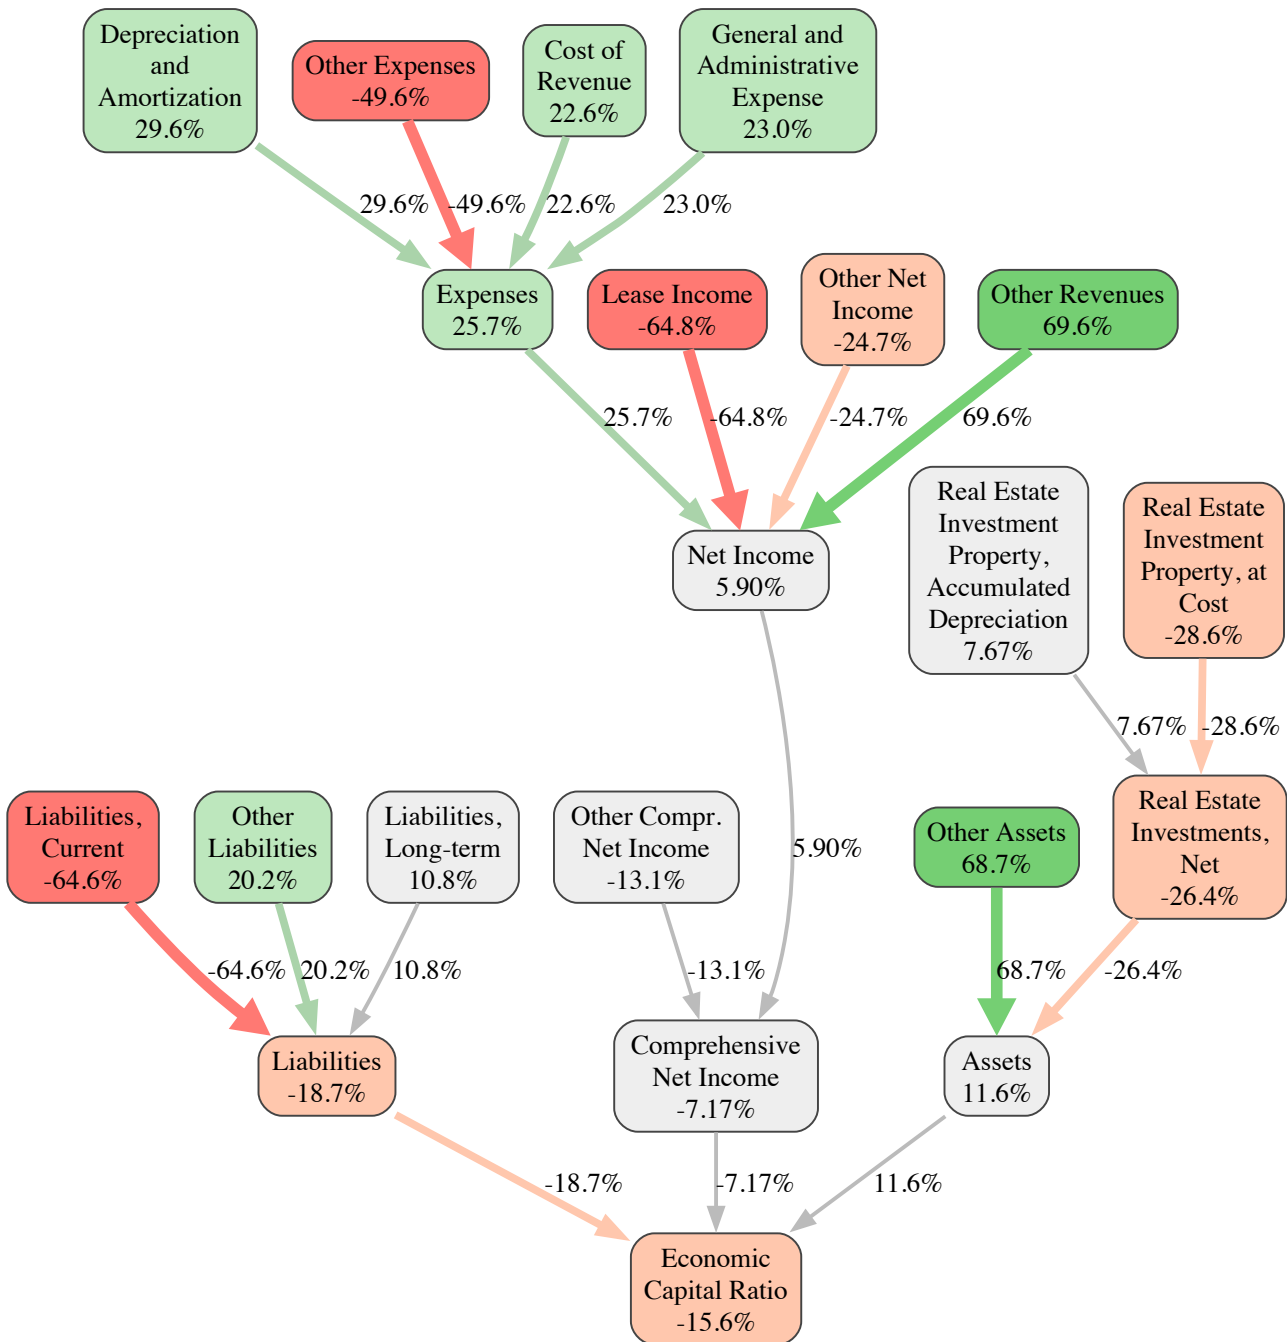 Depreciation
and
Amortization
29.6%
Other Expenses
-49.6%
Cost of
Revenue
22.6%
General and
Administrative
Expense
23.0%
29.6%
-49.6%
22.6%
23.0%
Expenses
25.7%
Lease Income
-64.8%
Other Net
Income
-24.7%
Other Revenues
69.6%
25.7%
-64.8%
-24.7%
69.6%
Net Income
5.90%
Real Estate
Investment
Property,
Accumulated
Depreciation
7.67%
Real Estate
Investment
Property, at
Cost
-28.6%
7.67%
-28.6%
Liabilities,
Current
-64.6%
Other
Liabilities
20.2%
Liabilities,
Long-term
10.8%
Other Compr.
Net Income
-13.1%
5.90%
Other Assets
68.7%
Real Estate
Investments,
Net
-26.4%
-64.6%
20.2%
10.8%
-13.1%
68.7%
-26.4%
Liabilities
-18.7%
Comprehensive
Net Income
-7.17%
Assets
11.6%
-18.7%
-7.17%
11.6%
Economic
Capital Ratio
-15.6%